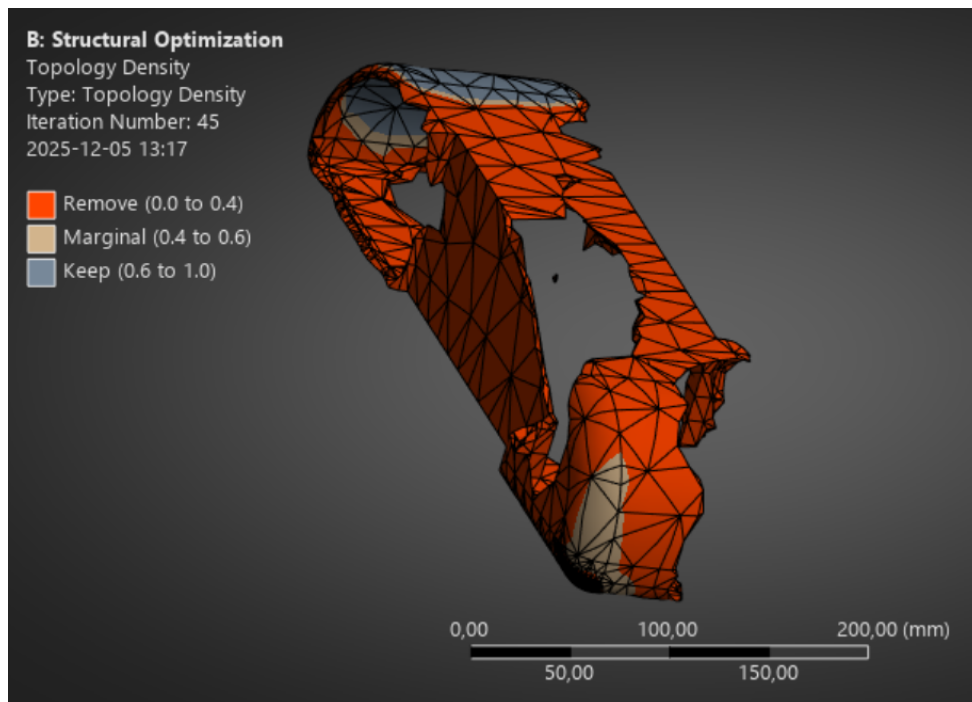 B: Structural Optimization
Topology Density
Type: Topology Density
Iteration Number: 45
2025-12-05 13:17
Remove (0.0 to 0.4)
Marginal (0.4 to 0.6)
Keep (0.6 to 1.0)
0,00 100,00 200,00 (mm)
50,00 150,00